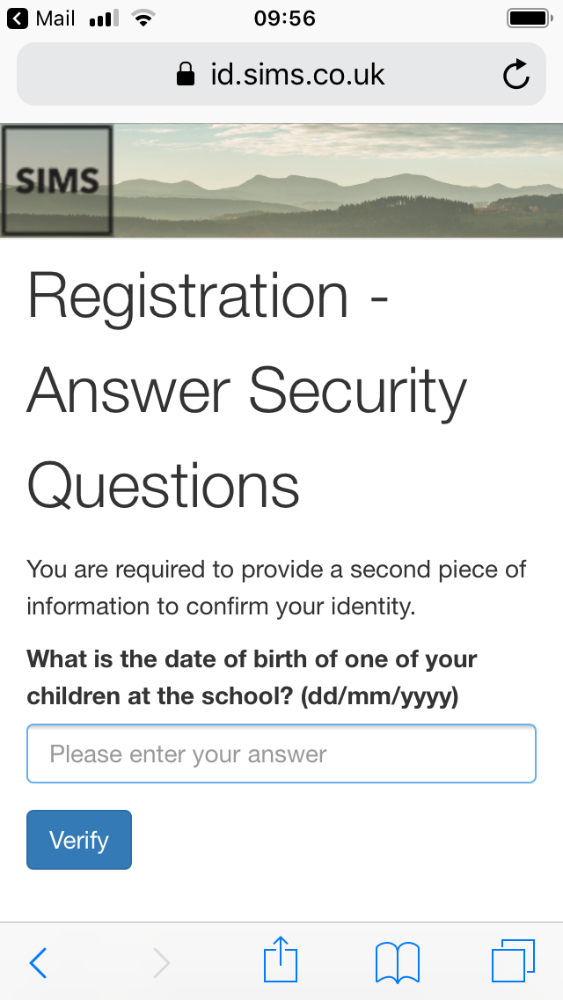 Mail 09:56
id.sims.co.uk
SIMS
Registration -
Answer Security
Questions
You are required to provide a second piece of
information to confirm your identity.
What is the date of birth of one of your
children at the school? (dd/mm/yyyy)
Please enter your answer
Verify